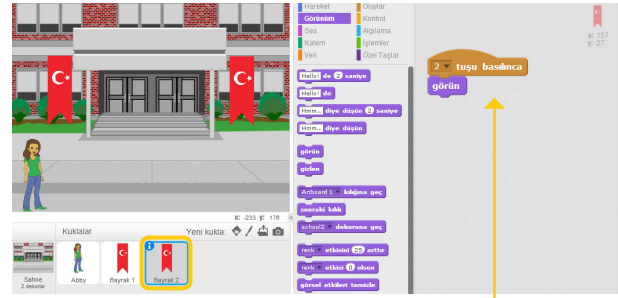 Hareket
Olaylar
Görünüm
Kontrol
Ses
Algılama
Kalem
İşlemler
Veri
Özel Taşlar
Hello! de 2 saniye
Hello! de
Hmm... diye düşün 2 saniye
Hmm... diye düşün
görün
gizlen
Artboard 1 kılığına geç
sonraki kılık
school2 dekoruna geç
renk etkisini 25 arttır
renk etkisi 0 olsun
görsel etkileri temizle
x: 157
y: 27
2 tuşu basılınca
görün
X: -233 Y: 176
Kuklalar
Yeni kukla:
Sahne
2 dekorlar
Abby
Bayrak 1
Bayrak 2